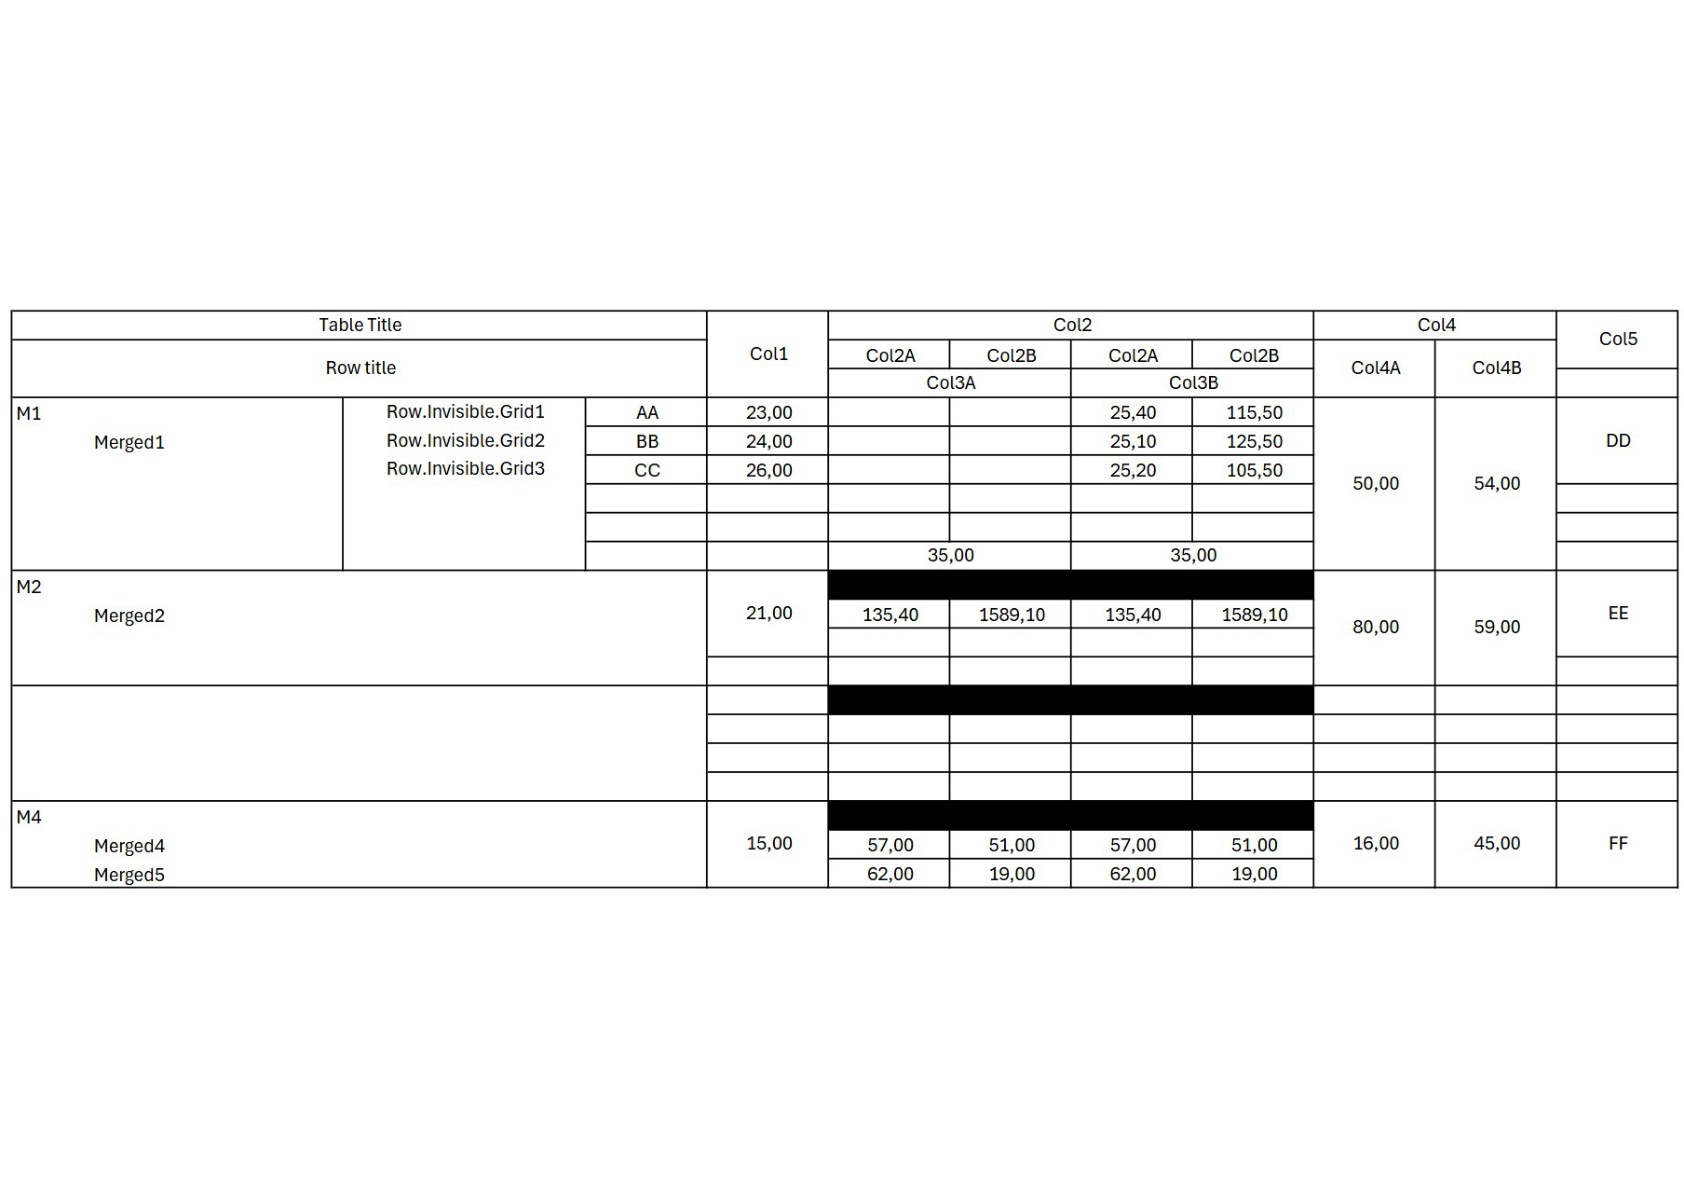 Table Title Col1 Col2 Col4 Col5
Row title Col2A Col2B Col2A Col2B Col4A Col4B
Col3A Col3B
M1 Row.Invisible.Grid1 AA 23,00 25,40 115,50
Merged1 Row.Invisible.Grid2 BB 24,00 25,10 125,50 DD
Row.Invisible.Grid3 CC 26,00 25,20 105,50
50,00 54,00
35,00 35,00
M2
Merged2 21,00 135,40 1589,10 135,40 1589,10 80,00 59,00 EE
M4
Merged4 15,00 57,00 51,00 57,00 51,00 16,00 45,00 FF
Merged5 62,00 19,00 62,00 19,00